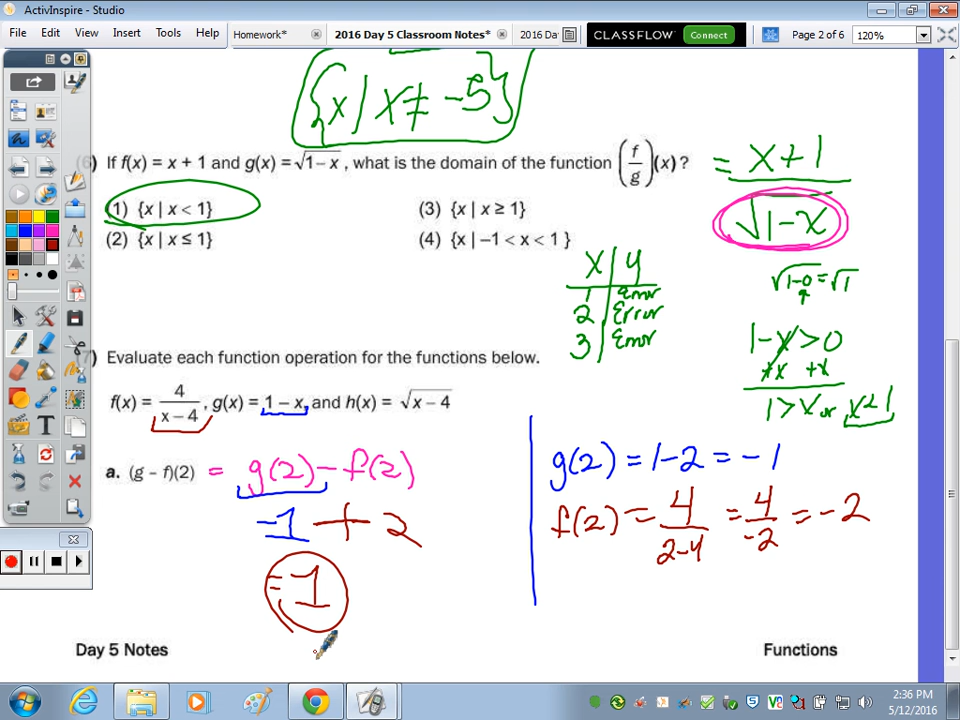 ActivInspire - Studio
File Edit View Insert Tools Help Homework* 2016 Day 5 Classroom Notes* 2016 Da CLASSFLOW Connect Page 2 of 6 120%
{x | x ≠ -5}
(6) If f(x) = x + 1 and g(x) = √1 – x , what is the domain of the function (f/g)(x)? = x+1
√1-x
(1) {x | x < 1} (3) {x | x ≥ 1}
(2) {x | x ≤ 1} (4) {x | –1 < x < 1 }
x | y
1 | error
2 | Error
3 | Error
√1-0 = √1
1-x>0
+x +x
1>x or x<1
(7) Evaluate each function operation for the functions below.
f(x) = 4/(x – 4) , g(x) = 1 – x, and h(x) = √x – 4
a. (g – f)(2) = g(2) - f(2)
-1 + 2
= 1
g(2) = 1-2 = -1
f(2) = 4/(2-4) = 4/-2 = -2
Day 5 Notes Functions
2:36 PM
5/12/2016